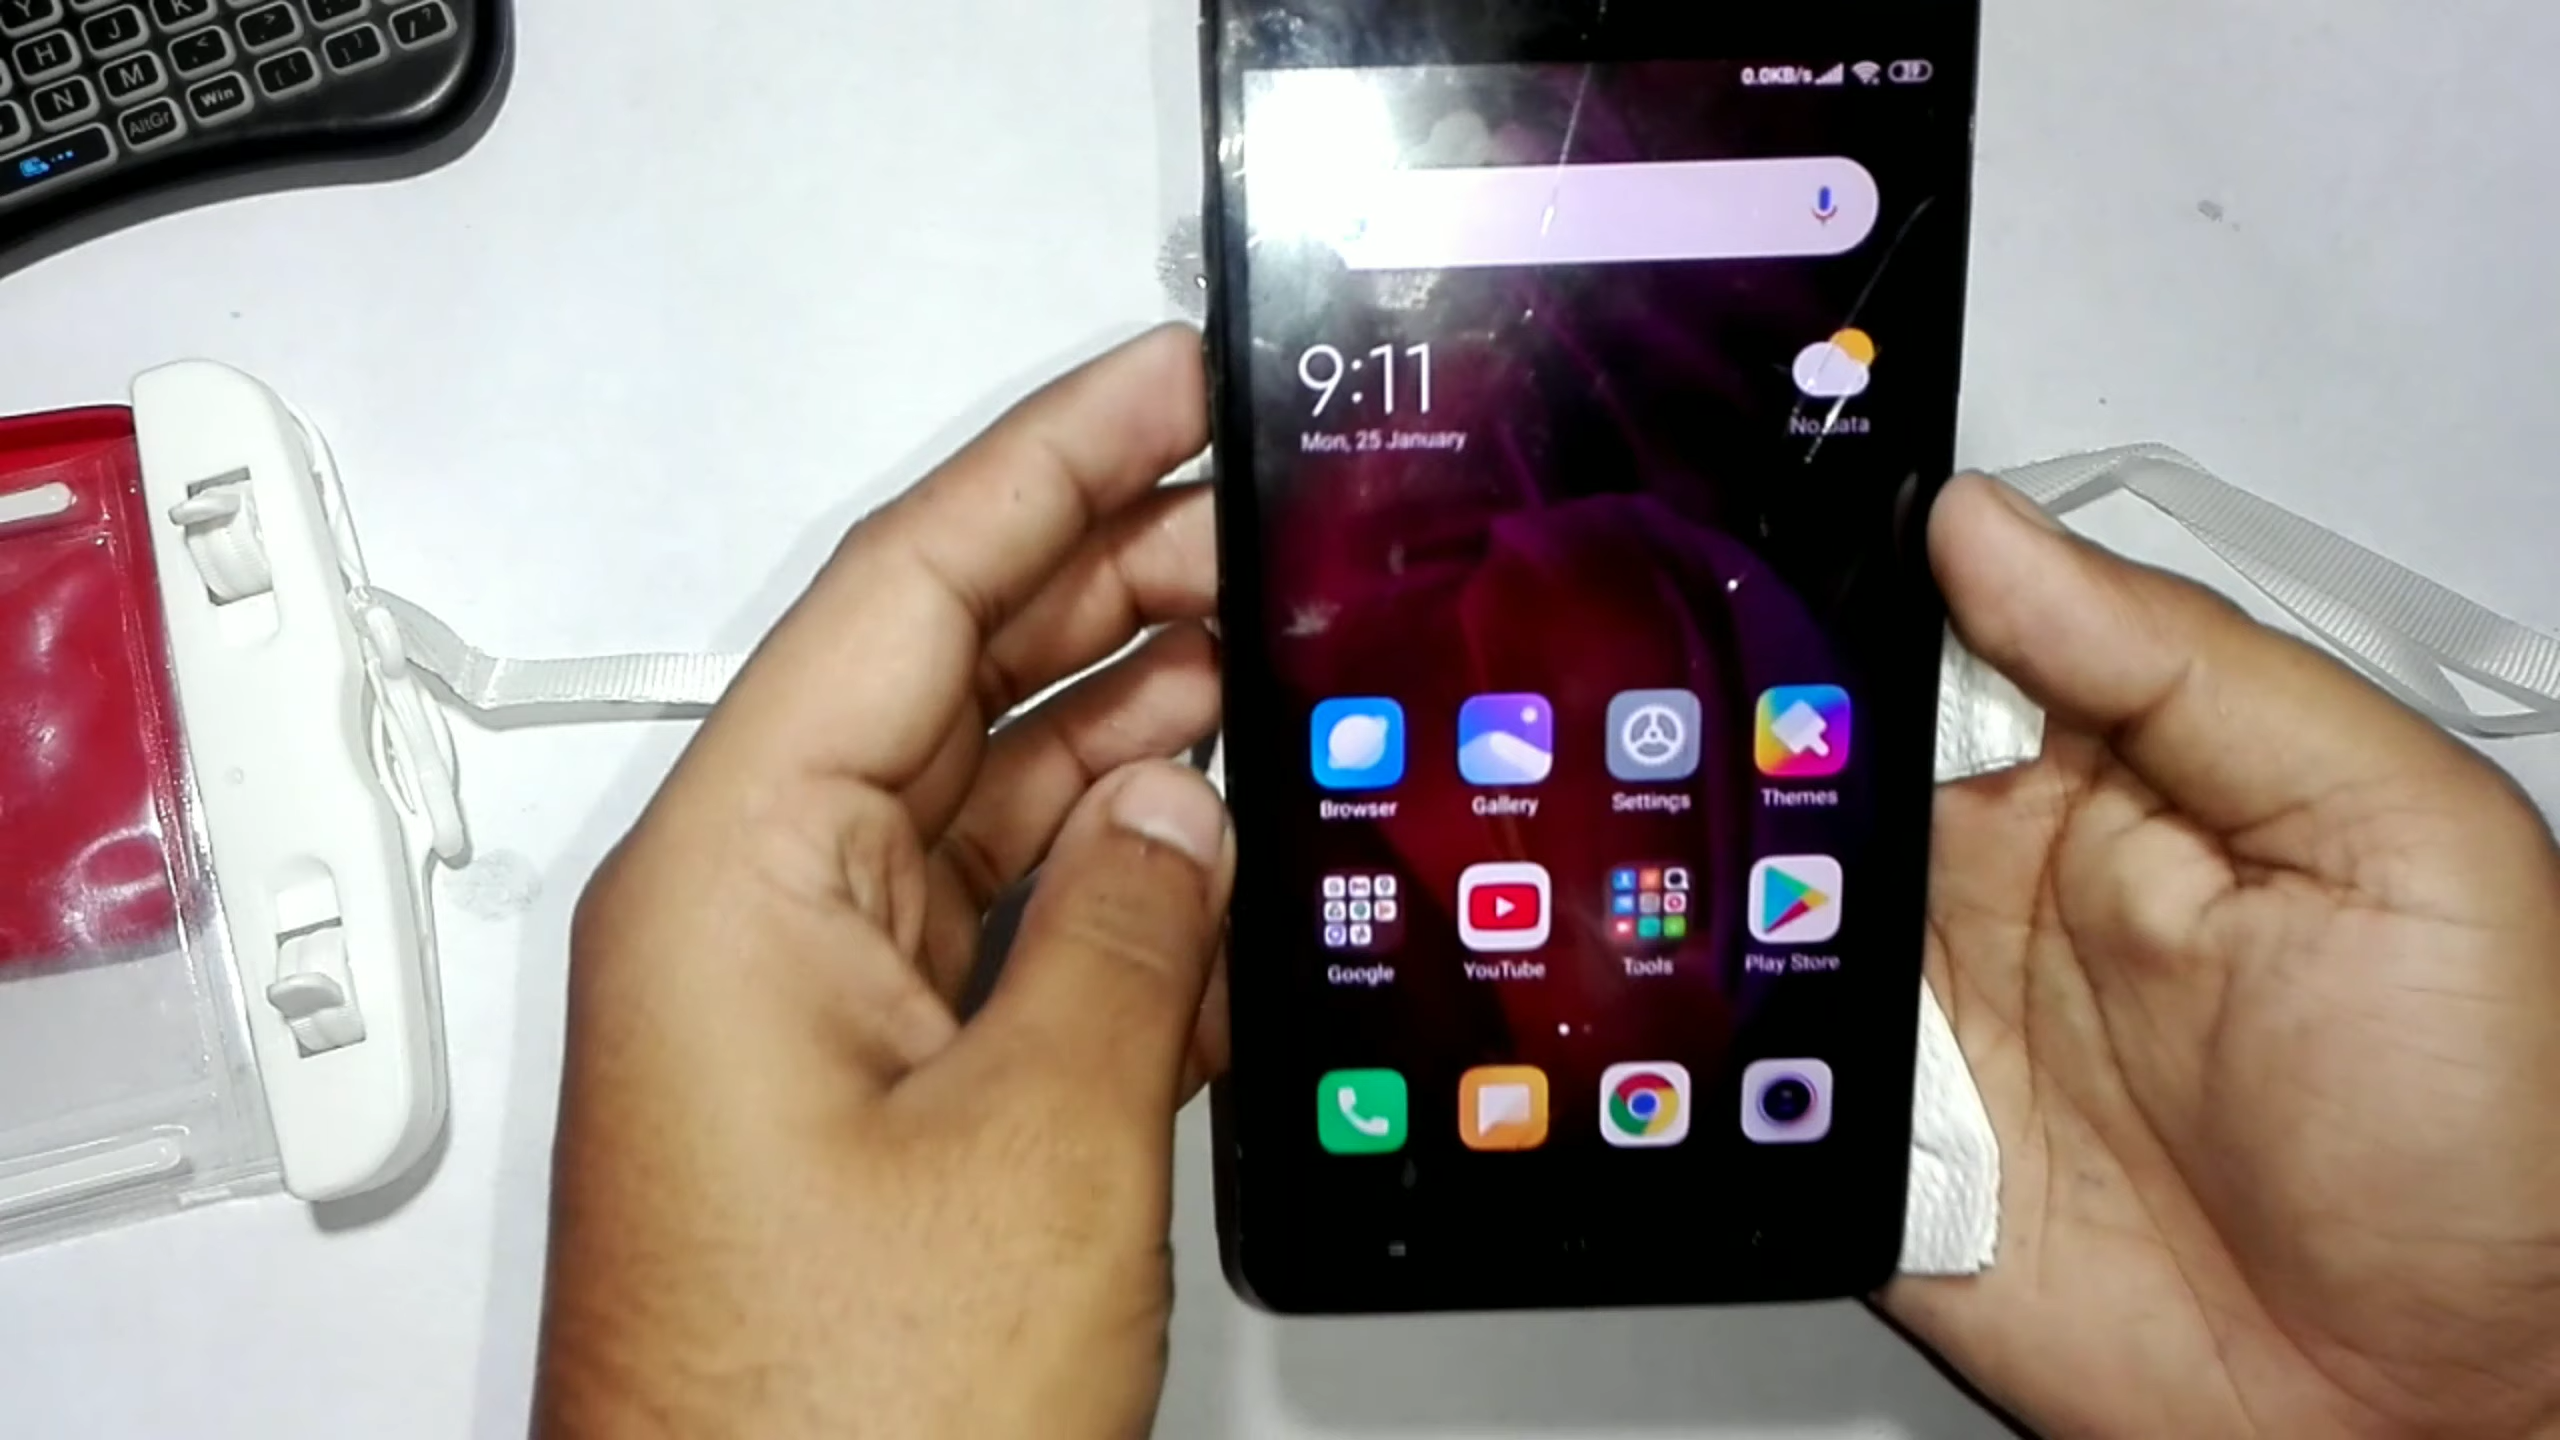 H J K
N M < >
AltGr Win { [ } ] / ?
0.0KB/s 39
9:11
Mon, 25 January
No data
Browser Gallery Settings Themes
Google YouTube Tools Play Store